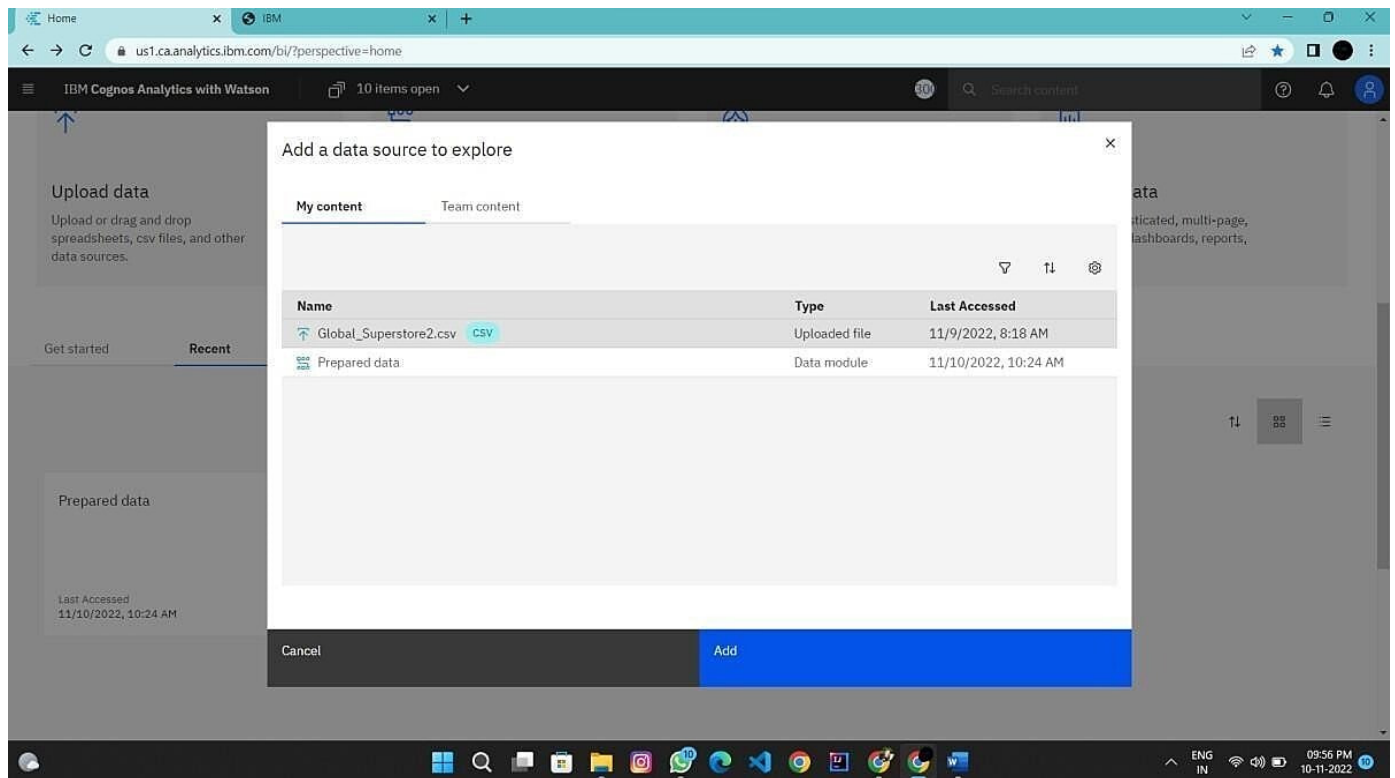 Home
IBM
us1.ca.analytics.ibm.com/bi/?perspective=home
IBM Cognos Analytics with Watson
10 items open
Search content
Upload data
Upload or drag and drop
spreadsheets, csv files, and other
data sources.
ata
ticated, multi-page,
lashboards, reports,
Add a data source to explore
My content
Team content
Name Type Last Accessed
Global_Superstore2.csv CSV Uploaded file 11/9/2022, 8:18 AM
Prepared data Data module 11/10/2022, 10:24 AM
Get started
Recent
Prepared data
Last Accessed
11/10/2022, 10:24 AM
Cancel
Add
10
ENG
IN
09:56 PM
10-11-2022
10